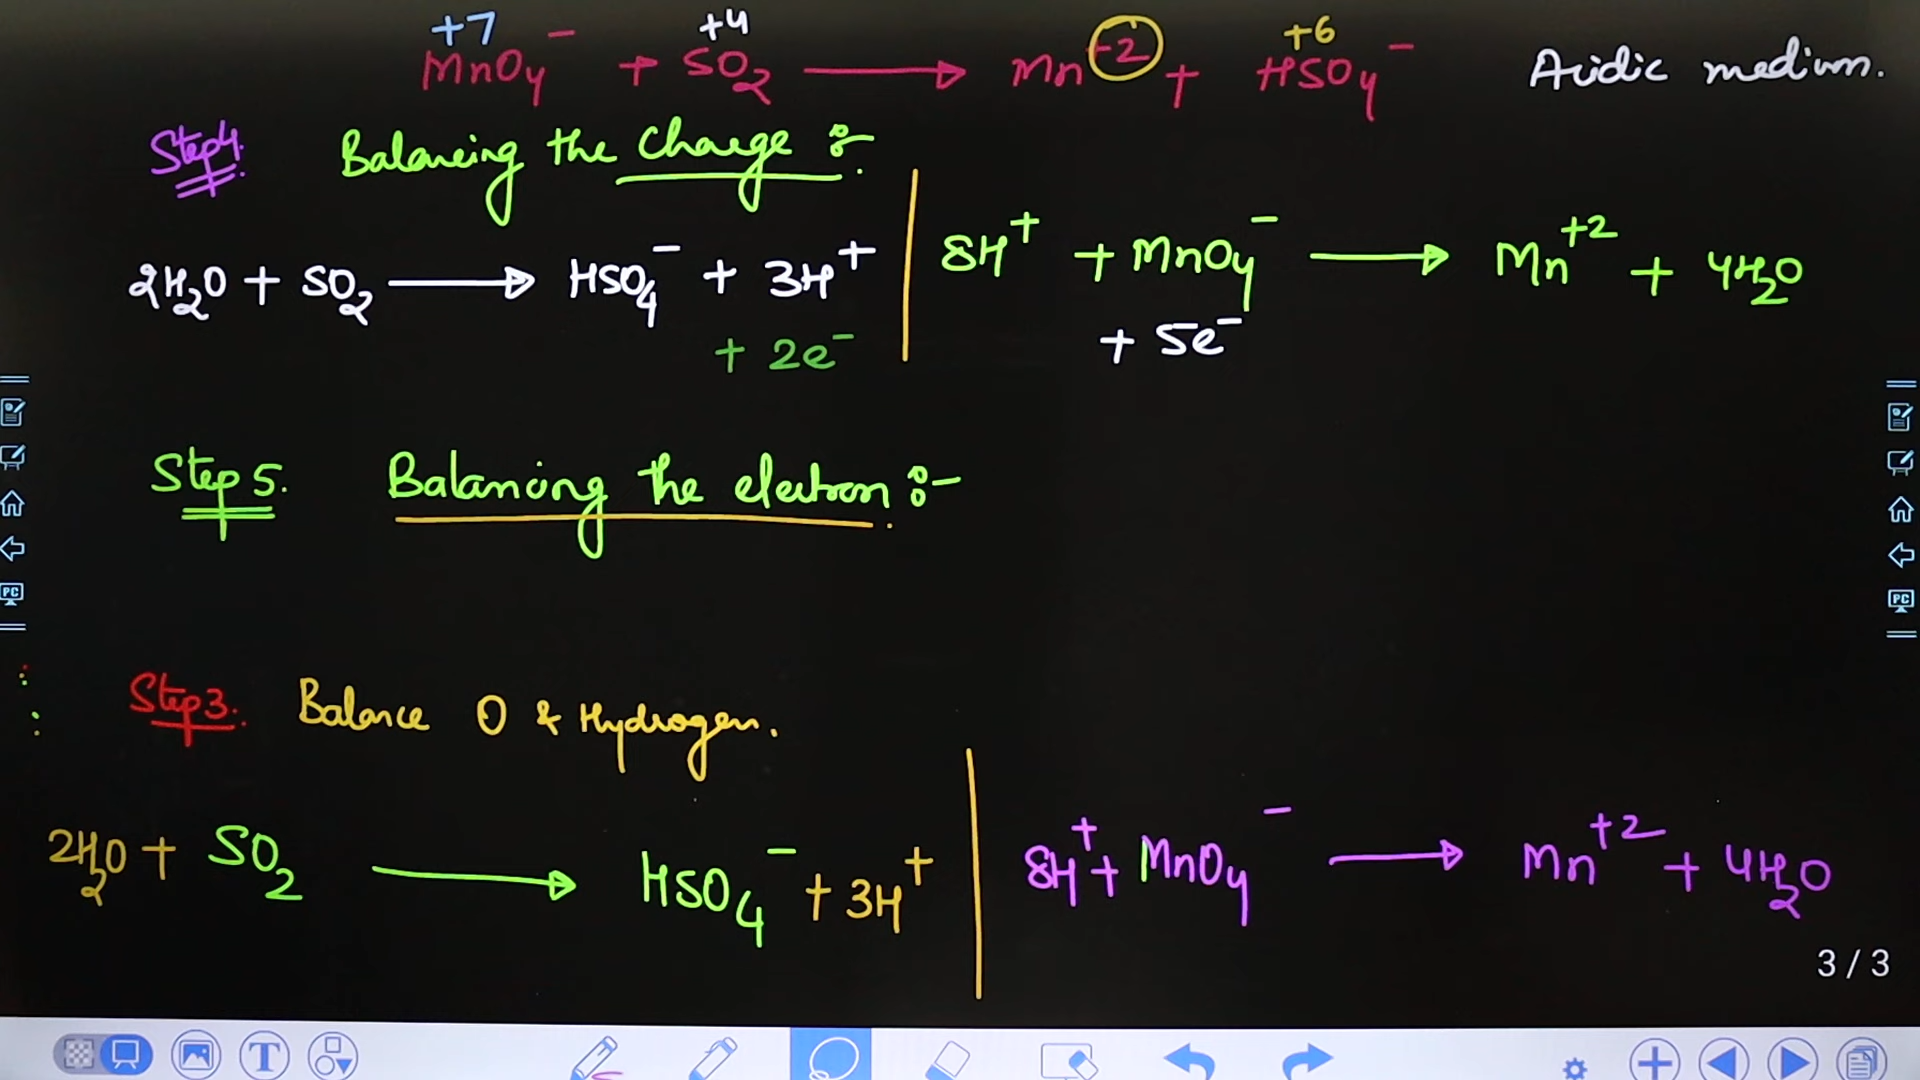 +7 +4 +6
MnO₄⁻ + SO₂ ⟶ Mn⁺² + HSO₄⁻ Acidic medium.
Step4. Balancing the Charge :-
2H₂O + SO₂ ⟶ HSO₄⁻ + 3H⁺ | 8H⁺ + MnO₄⁻ ⟶ Mn⁺² + 4H₂O
+ 2e⁻ + 5e⁻
Step 5. Balancing the electron :-
PC PC
Step3. Balance O & Hydrogen.
2H₂O + SO₂ ⟶ HSO₄⁻ + 3H⁺ | 8H⁺ + MnO₄⁻ ⟶ Mn⁺² + 4H₂O
3 / 3
T